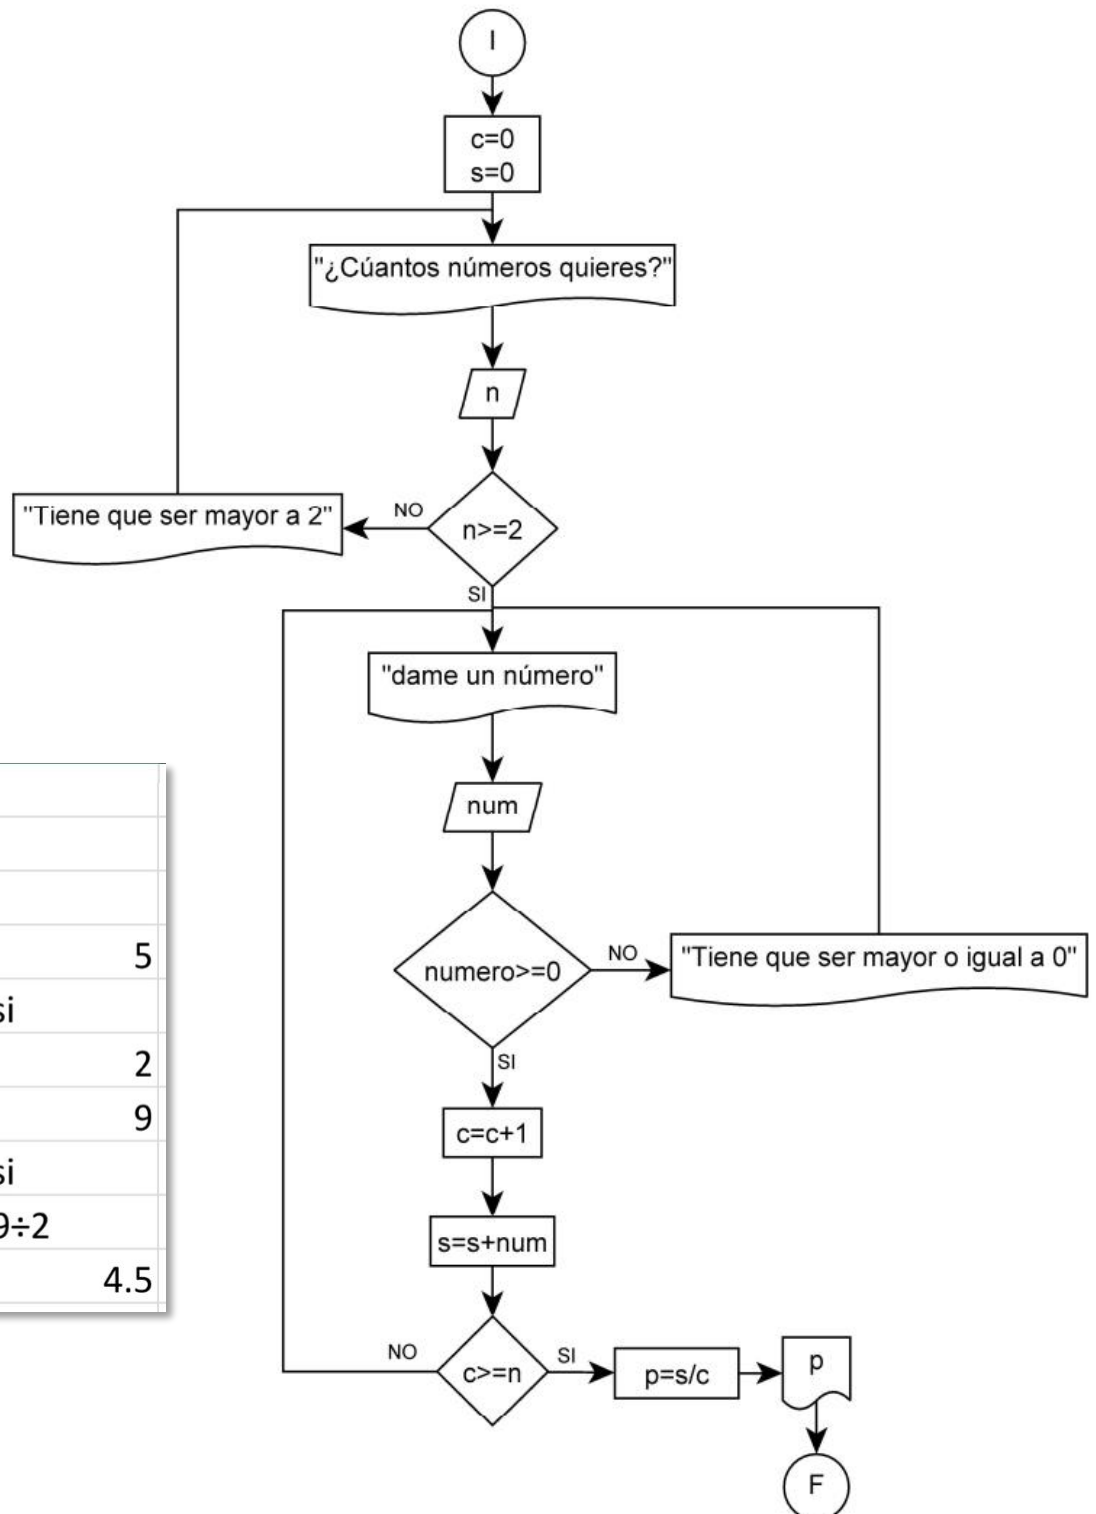 I
c=0
s=0
"¿Cúantos números quieres?"
n
n>=2
NO
"Tiene que ser mayor a 2"
SI
"dame un número"
num
numero>=0
NO
"Tiene que ser mayor o igual a 0"
SI
c=c+1
s=s+num
c>=n
NO
SI
p=s/c
p
F
5
si
2
9
si
9÷2
4.5